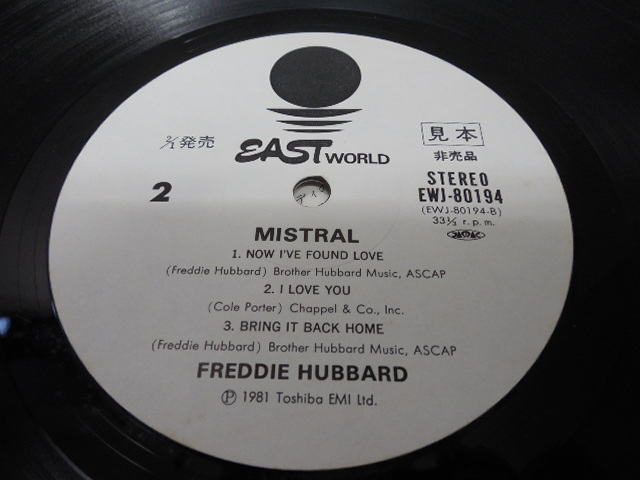 EAST WORLD
2/1発売
見本
非売品
2
STEREO
EWJ-80194
(EWJ-80194-B)
33⅓ r.p.m.
MISTRAL
1. NOW I'VE FOUND LOVE
(Freddie Hubbard) Brother Hubbard Music, ASCAP
2. I LOVE YOU
(Cole Porter) Chappel & Co., Inc.
3. BRING IT BACK HOME
(Freddie Hubbard) Brother Hubbard Music, ASCAP
FREDDIE HUBBARD
Ⓟ 1981 Toshiba EMI Ltd.